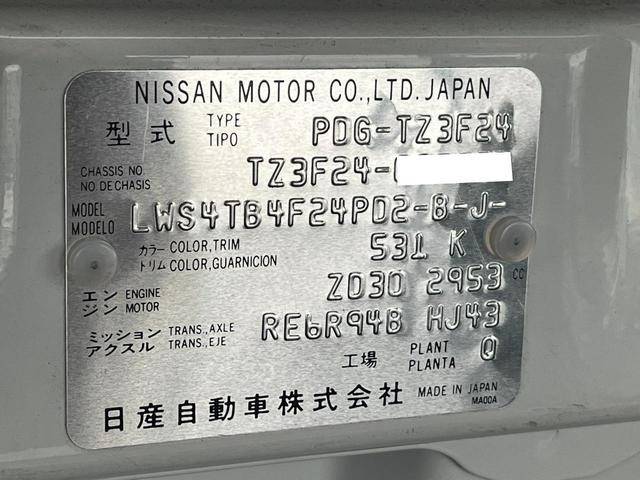 NISSAN MOTOR CO.,LTD. JAPAN
型式 TYPE TIPO PDG-TZ3F24
CHASSIS NO NO DE CHASIS TZ3F24-
MODEL MODELO LWS4TB4F24PD2-B-J-
カラー COLOR,TRIM 531 K
トリム COLOR,GUARNICION
エンジン ENGINE MOTOR ZD30 2953 CC
ミッション TRANS.,AXLE RE6R94B HJ43
アクスル TRANS.,EJE
工場 PLANT PLANTA Q
日産自動車株式会社 MADE IN JAPAN
MA00A